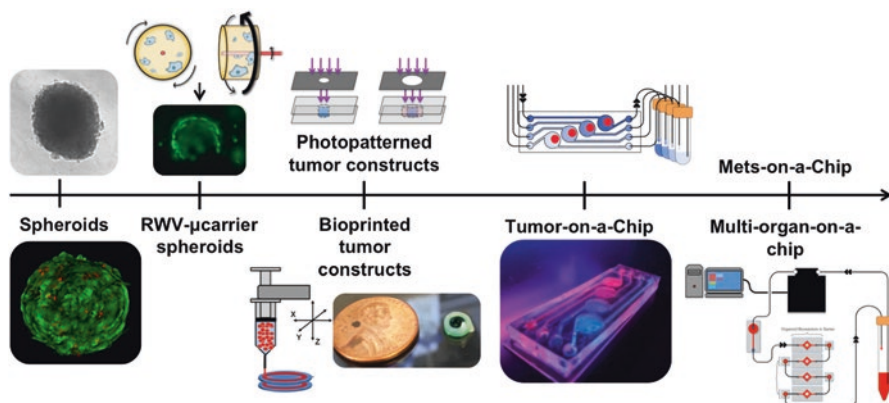 Photopatterned
tumor constructs
Mets-on-a-Chip
Spheroids
RWV-µcarrier
spheroids
Bioprinted
tumor
constructs
Tumor-on-a-Chip
Multi-organ-on-a-
chip
X
Y
Z